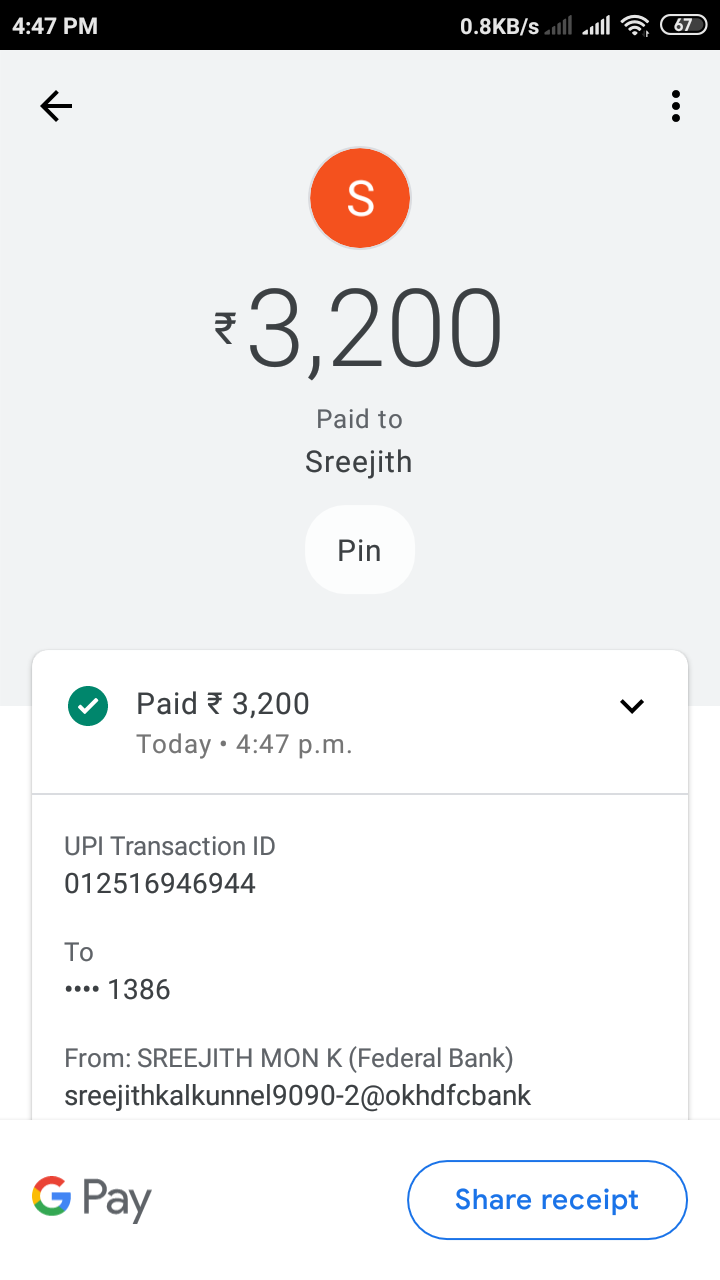 4:47 PM 0.8KB/s 67
S
₹3,200
Paid to
Sreejith
Pin
Paid ₹ 3,200
Today • 4:47 p.m.
UPI Transaction ID
012516946944
To
•••• 1386
From: SREEJITH MON K (Federal Bank)
sreejithkalkunnel9090-2@okhdfcbank
G Pay Share receipt